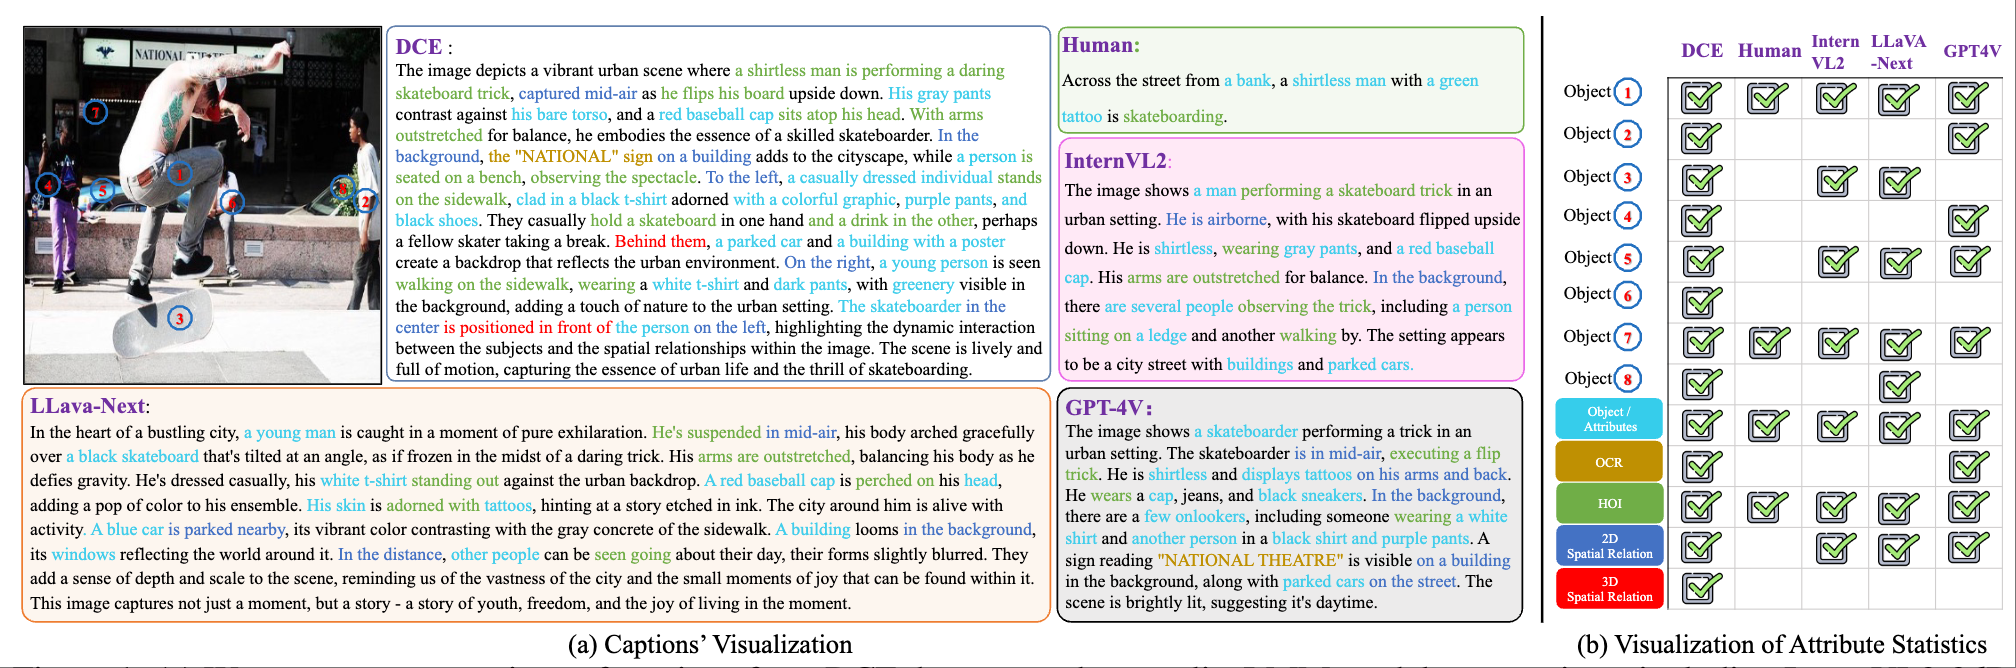 NATIONAL THE
7
1
4
5
6
8
2
3
DCE :
The image depicts a vibrant urban scene where a shirtless man is performing a daring
skateboard trick, captured mid-air as he flips his board upside down. His gray pants
contrast against his bare torso, and a red baseball cap sits atop his head. With arms
outstretched for balance, he embodies the essence of a skilled skateboarder. In the
background, the "NATIONAL" sign on a building adds to the cityscape, while a person is
seated on a bench, observing the spectacle. To the left, a casually dressed individual stands
on the sidewalk, clad in a black t-shirt adorned with a colorful graphic, purple pants, and
black shoes. They casually hold a skateboard in one hand and a drink in the other, perhaps
a fellow skater taking a break. Behind them, a parked car and a building with a poster
create a backdrop that reflects the urban environment. On the right, a young person is seen
walking on the sidewalk, wearing a white t-shirt and dark pants, with greenery visible in
the background, adding a touch of nature to the urban setting. The skateboarder in the
center is positioned in front of the person on the left, highlighting the dynamic interaction
between the subjects and the spatial relationships within the image. The scene is lively and
full of motion, capturing the essence of urban life and the thrill of skateboarding.
Human:
Across the street from a bank, a shirtless man with a green
tattoo is skateboarding.
InternVL2:
The image shows a man performing a skateboard trick in an
urban setting. He is airborne, with his skateboard flipped upside
down. He is shirtless, wearing gray pants, and a red baseball
cap. His arms are outstretched for balance. In the background,
there are several people observing the trick, including a person
sitting on a ledge and another walking by. The setting appears
to be a city street with buildings and parked cars.
LLava-Next:
In the heart of a bustling city, a young man is caught in a moment of pure exhilaration. He's suspended in mid-air, his body arched gracefully
over a black skateboard that's tilted at an angle, as if frozen in the midst of a daring trick. His arms are outstretched, balancing his body as he
defies gravity. He's dressed casually, his white t-shirt standing out against the urban backdrop. A red baseball cap is perched on his head,
adding a pop of color to his ensemble. His skin is adorned with tattoos, hinting at a story etched in ink. The city around him is alive with
activity. A blue car is parked nearby, its vibrant color contrasting with the gray concrete of the sidewalk. A building looms in the background,
its windows reflecting the world around it. In the distance, other people can be seen going about their day, their forms slightly blurred. They
add a sense of depth and scale to the scene, reminding us of the vastness of the city and the small moments of joy that can be found within it.
This image captures not just a moment, but a story - a story of youth, freedom, and the joy of living in the moment.
GPT-4V:
The image shows a skateboarder performing a trick in an
urban setting. The skateboarder is in mid-air, executing a flip
trick. He is shirtless and displays tattoos on his arms and back.
He wears a cap, jeans, and black sneakers. In the background,
there are a few onlookers, including someone wearing a white
shirt and another person in a black shirt and purple pants. A
sign reading "NATIONAL THEATRE" is visible on a building
in the background, along with parked cars on the street. The
scene is brightly lit, suggesting it's daytime.
(a) Captions' Visualization
DCE Human Intern VL2 LLaVA -Next GPT4V
Object 1
Object 2
Object 3
Object 4
Object 5
Object 6
Object 7
Object 8
Object /
Attributes
OCR
HOI
2D
Spatial Relation
3D
Spatial Relation
(b) Visualization of Attribute Statistics